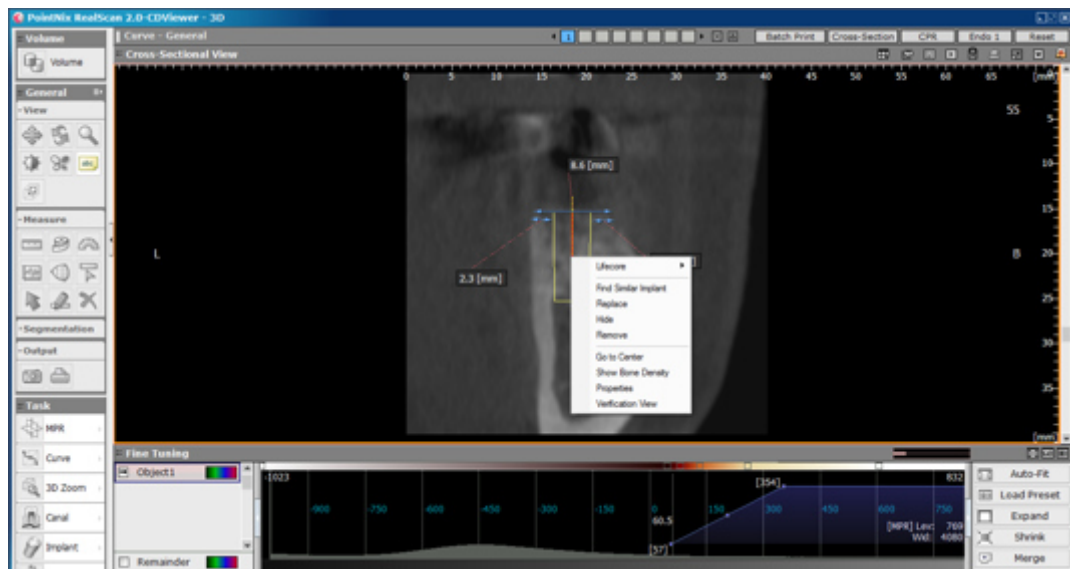 PointNix RealScan 2.0-CDViewer - 3D
Volume
Curve - General
1
Batch Print
Cross-Section
CPR
Endo 1
Reset
Volume
Cross-Sectional View
0 5 10 15 20 25 30 35 40 45 50 55 60 65 [mm]
General
View
abc
55
5
8.6 [mm]
10
15
Measure
L
B
20
2.3 [mm]
Lifecore
Find Similar Implant
Replace
25
Hide
Remove
Segmentation
30
Output
Go to Center
Show Bone Density
Properties
35
Verification View
Task
MPR
[mm]
Curve
Fine Tuning
Object1
-1023
832
Auto-Fit
[354]
3D Zoom
Load Preset
-900 -750 -600 -450 -300 -150 0 150 300 450 600 750
Canal
60.5
[MPR] Lev: 769
Expand
Wid: 4080
Shrink
Implant
[57]
Remainder
Merge